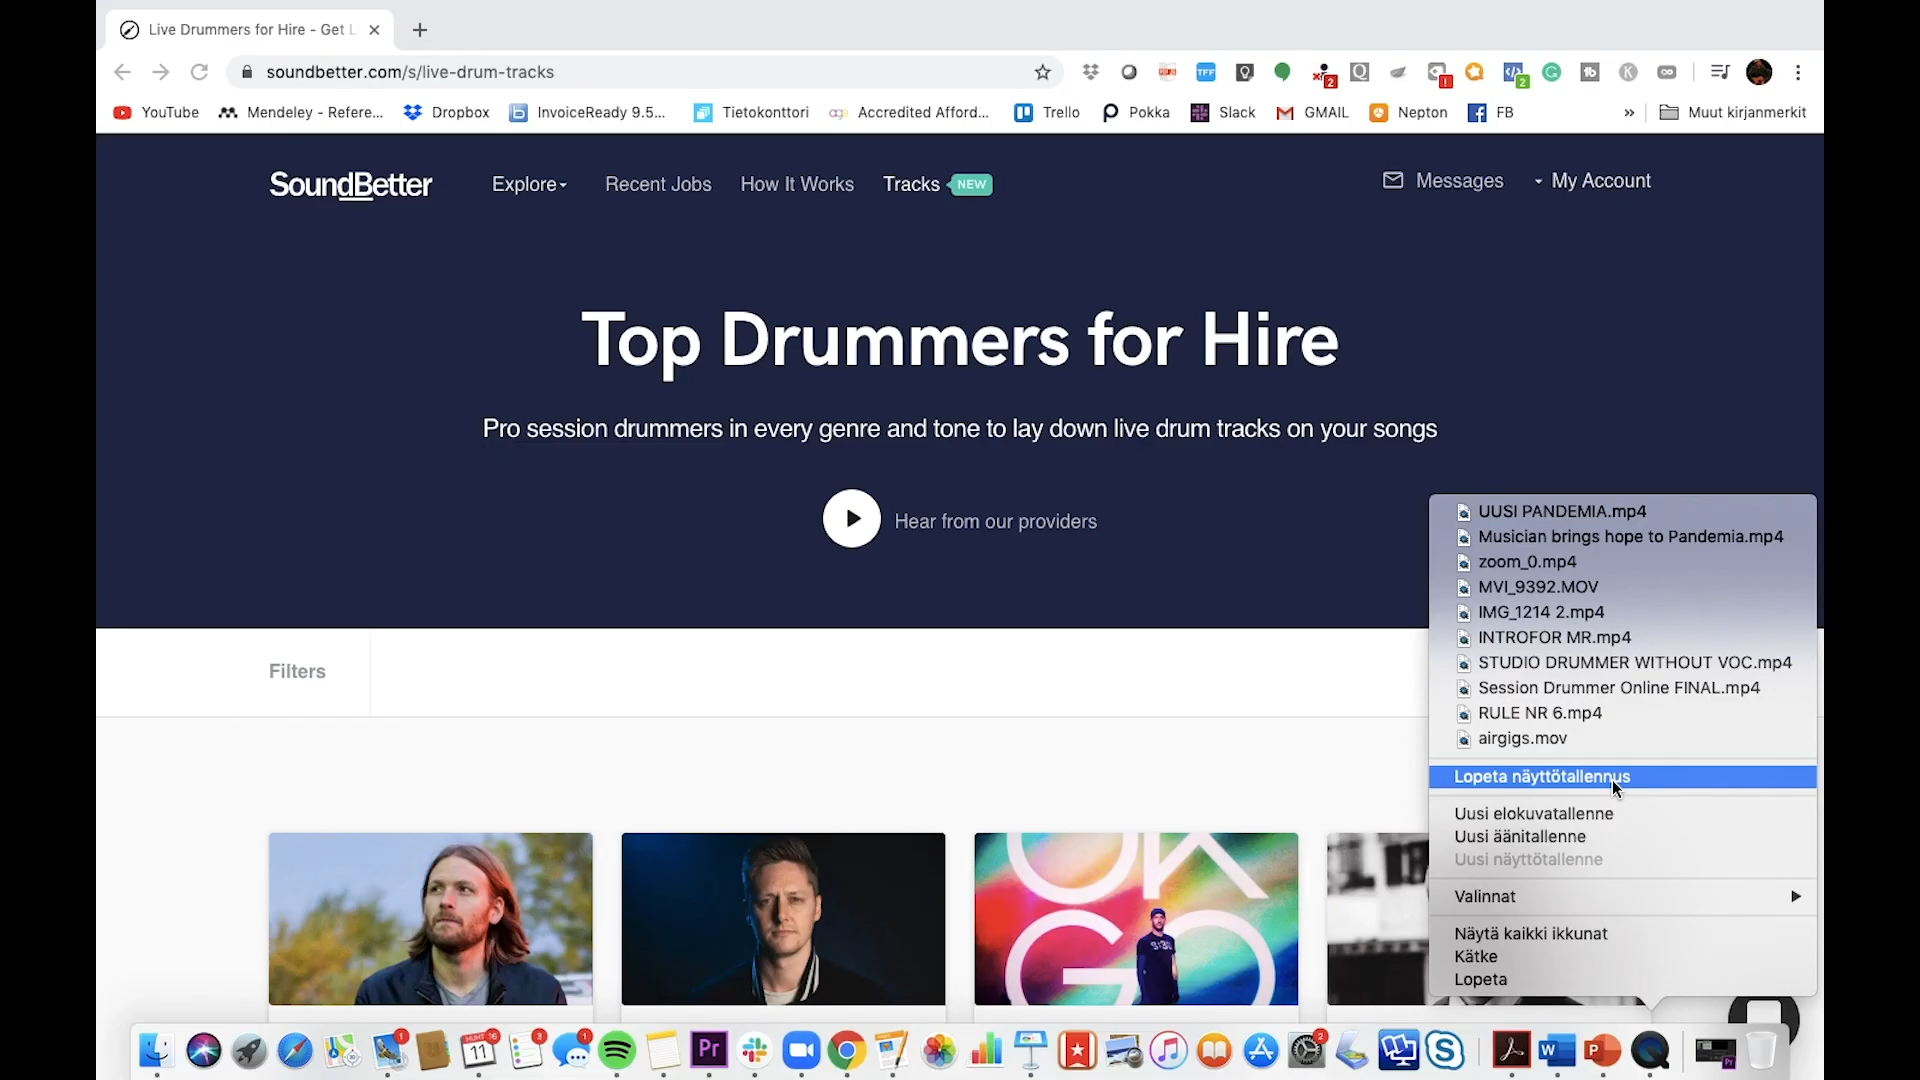 Live Drummers for Hire - Get L
soundbetter.com/s/live-drum-tracks
YouTube
Mendeley - Refere...
Dropbox
InvoiceReady 9.5...
Tietokonttori
Accredited Afford...
Trello
Pokka
Slack
GMAIL
Nepton
FB
»
Muut kirjanmerkit
SoundBetter
Explore
Recent Jobs
How It Works
Tracks
NEW
Messages
My Account
Top Drummers for Hire
Pro session drummers in every genre and tone to lay down live drum tracks on your songs
Hear from our providers
Filters
UUSI PANDEMIA.mp4
Musician brings hope to Pandemia.mp4
zoom_0.mp4
MVI_9392.MOV
IMG_1214 2.mp4
INTROFOR MR.mp4
STUDIO DRUMMER WITHOUT VOC.mp4
Session Drummer Online FINAL.mp4
RULE NR 6.mp4
airgigs.mov
Lopeta näyttötallennus
Uusi elokuvatallenne
Uusi äänitallenne
Uusi näyttötallenne
Valinnat
Näytä kaikki ikkunat
Kätke
Lopeta
OK
GO
HUHT
11
Pr
W
P